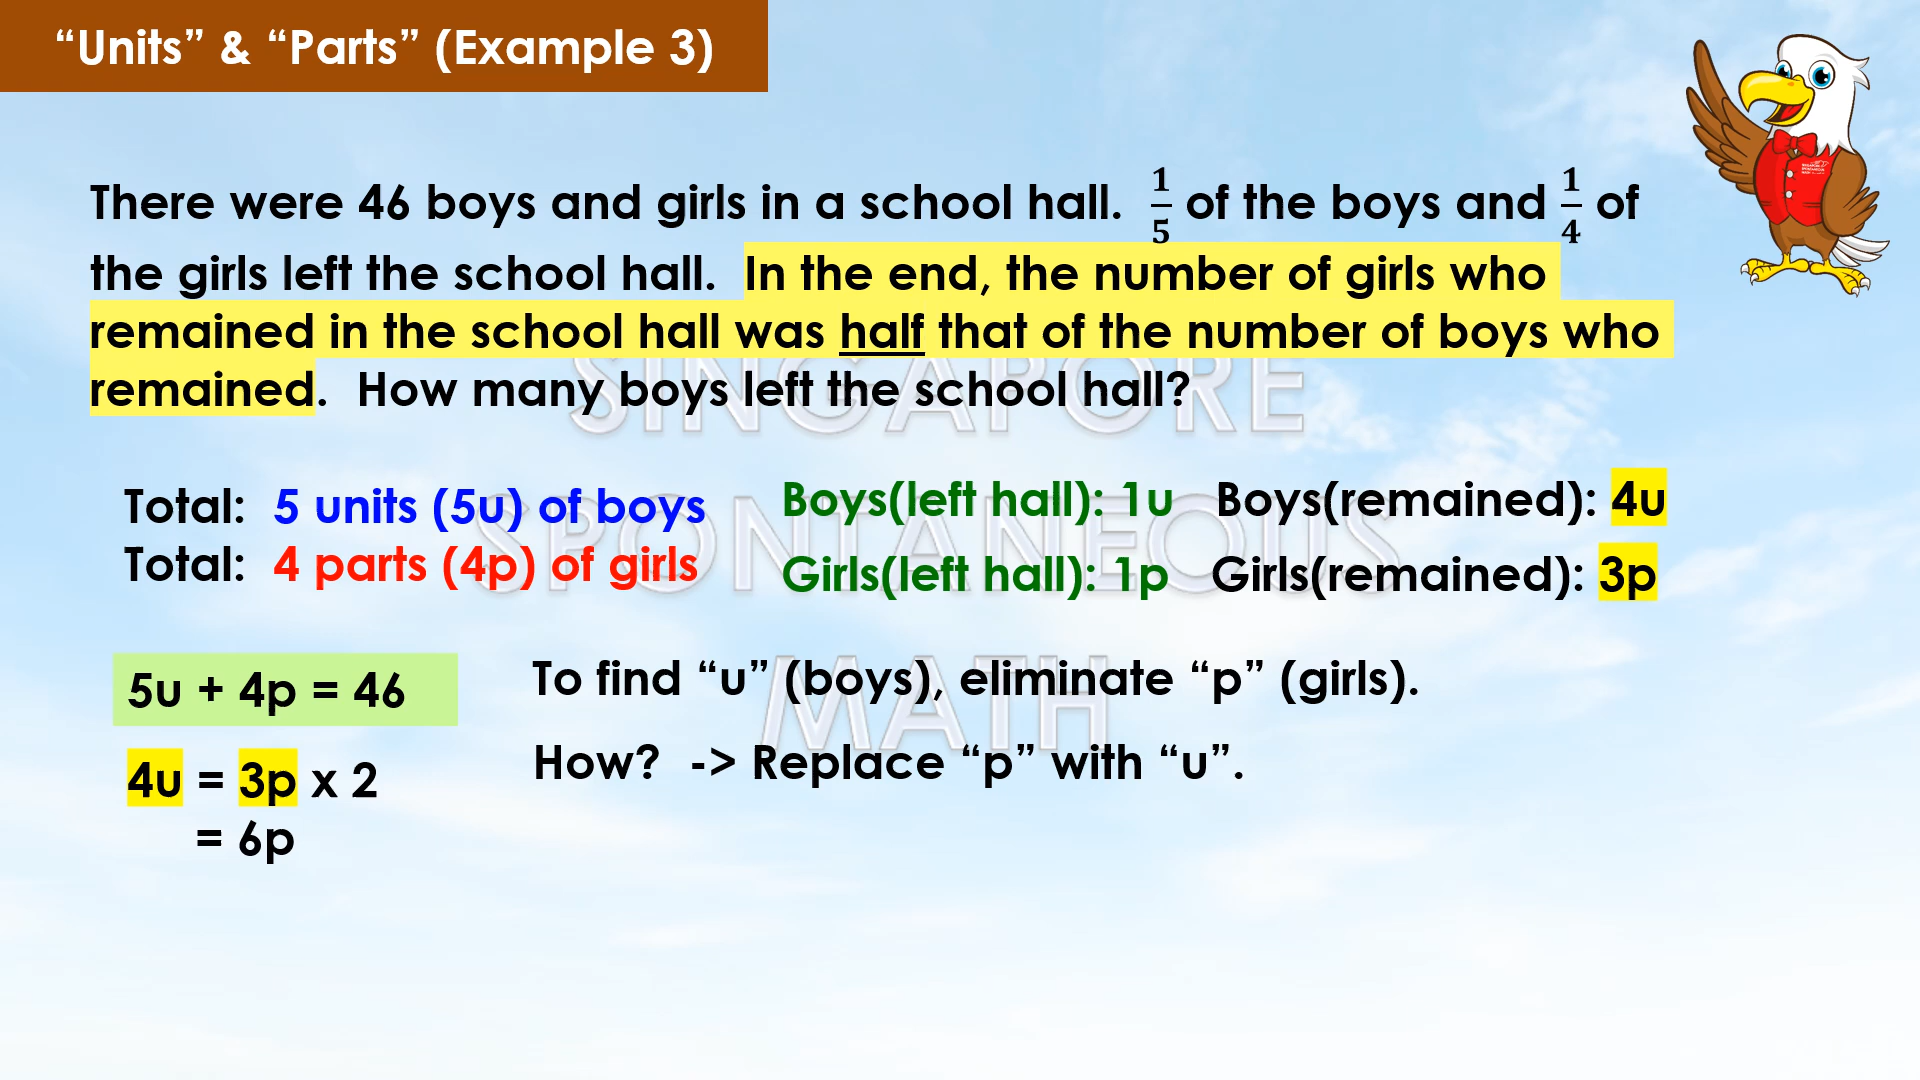 “Units” & “Parts” (Example 3)
There were 46 boys and girls in a school hall. 1/5 of the boys and 1/4 of
the girls left the school hall. In the end, the number of girls who
remained in the school hall was half that of the number of boys who
remained. How many boys left the school hall?
SINGAPORE
Total: 5 units (5u) of boys
Boys(left hall): 1u Boys(remained): 4u
SPONTANEOUS
Total: 4 parts (4p) of girls
Girls(left hall): 1p Girls(remained): 3p
5u + 4p = 46
To find “u” (boys), eliminate “p” (girls).
MATH
4u = 3p x 2
How? -> Replace “p” with “u”.
= 6p